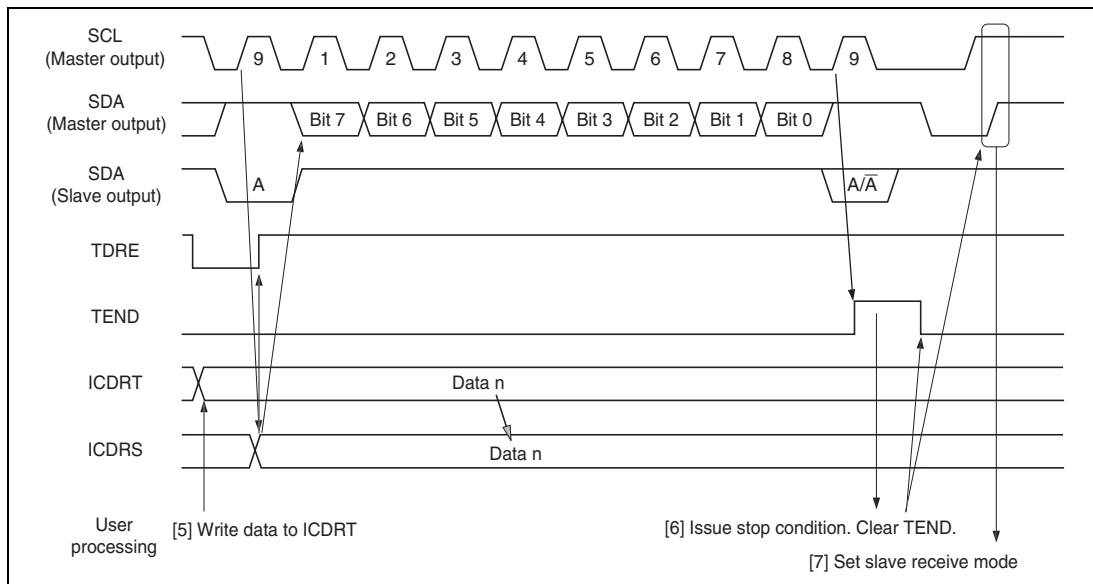 SCL
(Master output)
9 1 2 3 4 5 6 7 8 9
SDA
(Master output)
Bit 7 Bit 6 Bit 5 Bit 4 Bit 3 Bit 2 Bit 1 Bit 0
SDA
(Slave output)
A A/A̅
TDRE
TEND
ICDRT
Data n
ICDRS
Data n
User
processing
[5] Write data to ICDRT
[6] Issue stop condition. Clear TEND.
[7] Set slave receive mode